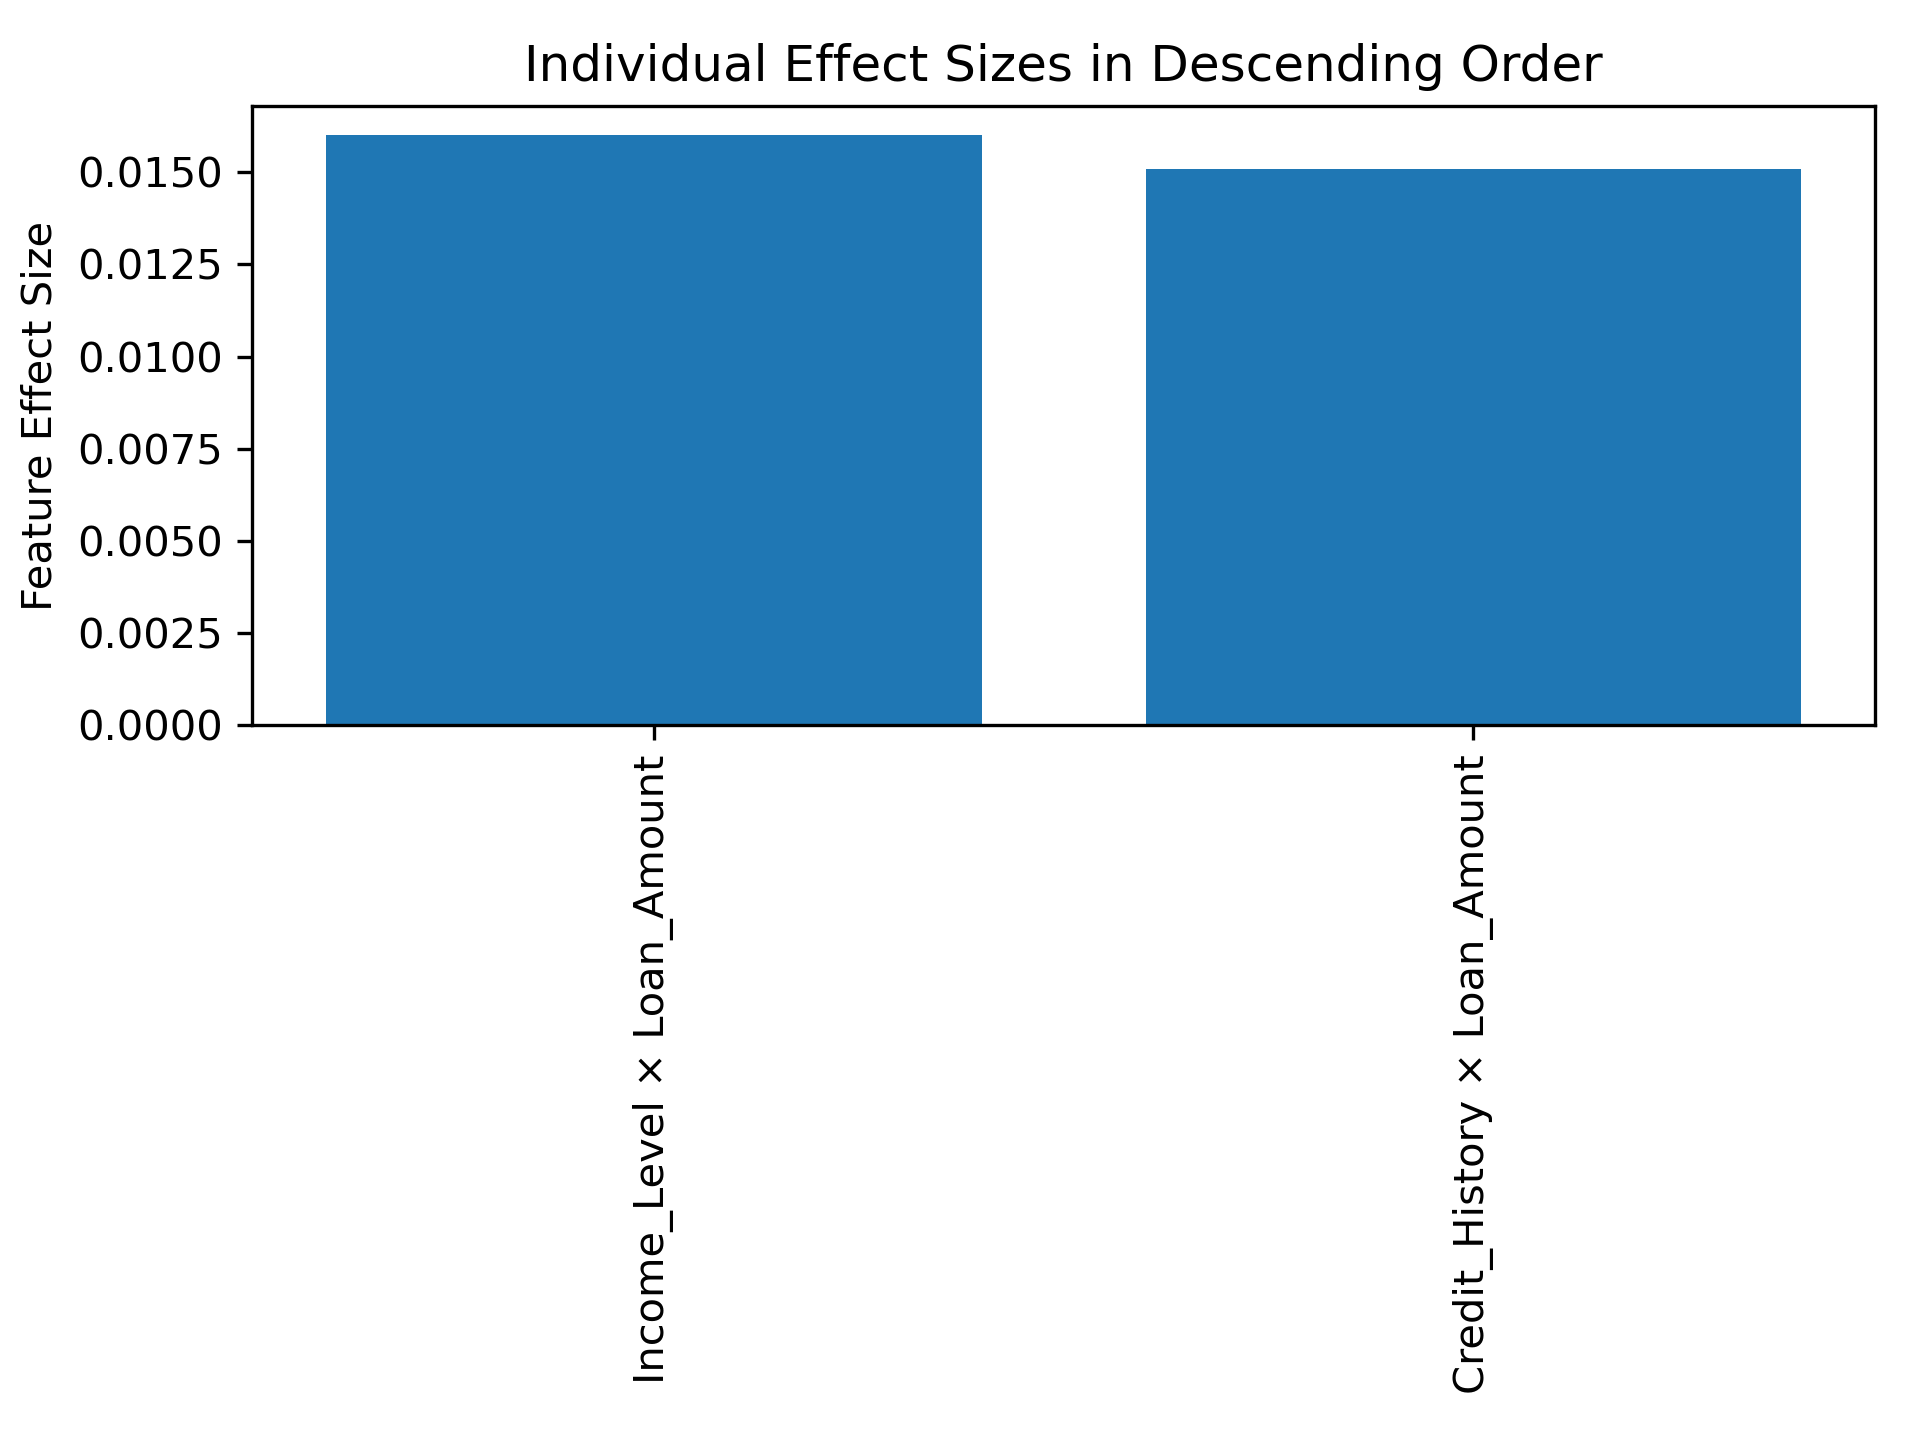 Individual Effect Sizes in Descending Order
Feature Effect Size
0.0150
0.0125
0.0100
0.0075
0.0050
0.0025
0.0000
Income_Level × Loan_Amount
Credit_History × Loan_Amount